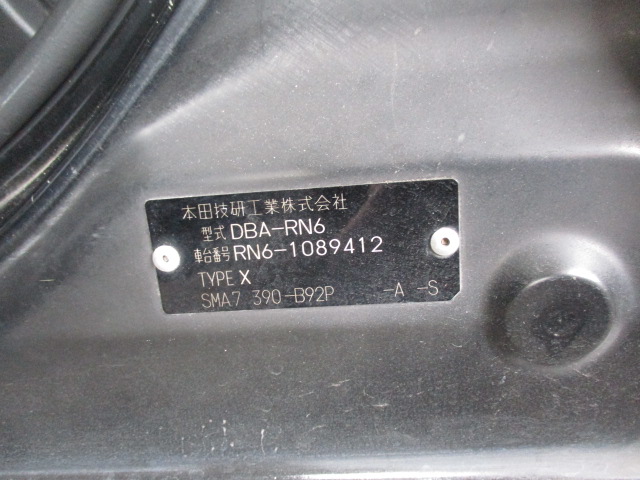 本田技研工業株式会社
型式 DBA-RN6
車台番号 RN6-1089412
TYPE X
SMA7 390-B92P -A -S